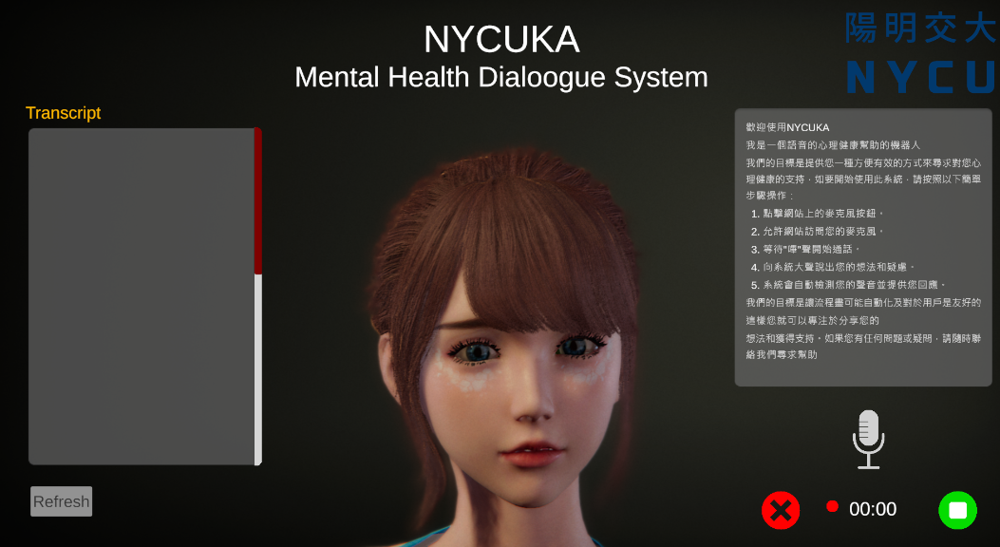 NYCUKA
Mental Health Dialoogue System
陽明交大
NYCU
Transcript
歡迎使用NYCUKA
我是一個語音的心理健康幫助的機器人
我們的目標是提供您一種方便有效的方式來尋求對您心
理健康的支持，如要開始使用此系統，請按照以下簡單
步驟操作：
1. 點擊網站上的麥克風按鈕。
2. 允許網站訪問您的麥克風。
3. 等待"嗶"聲開始通話。
4. 向系統大聲說出您的想法和疑慮。
5. 系統會自動檢測您的聲音並提供您回應。
我們的目標是讓流程盡可能自動化及對於用戶是友好的
這樣您就可以專注於分享您的
想法和獲得支持。如果您有任何問題或疑問，請隨時聯
絡我們尋求幫助
Refresh
00:00